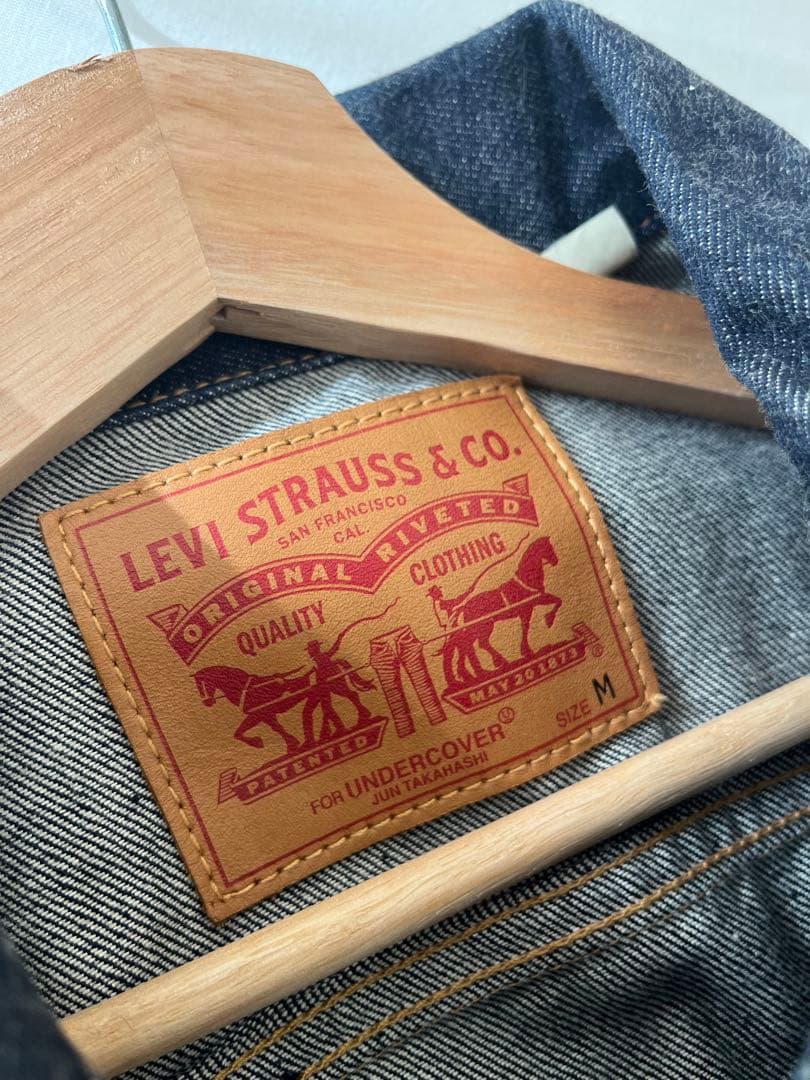 LEVI STRAUSS & CO.
SAN FRANCISCO
CAL.
ORIGINAL RIVETED
QUALITY CLOTHING
PATENTED MAY 20 1873 ®
FOR UNDERCOVER
JUN TAKAHASHI
SIZE M